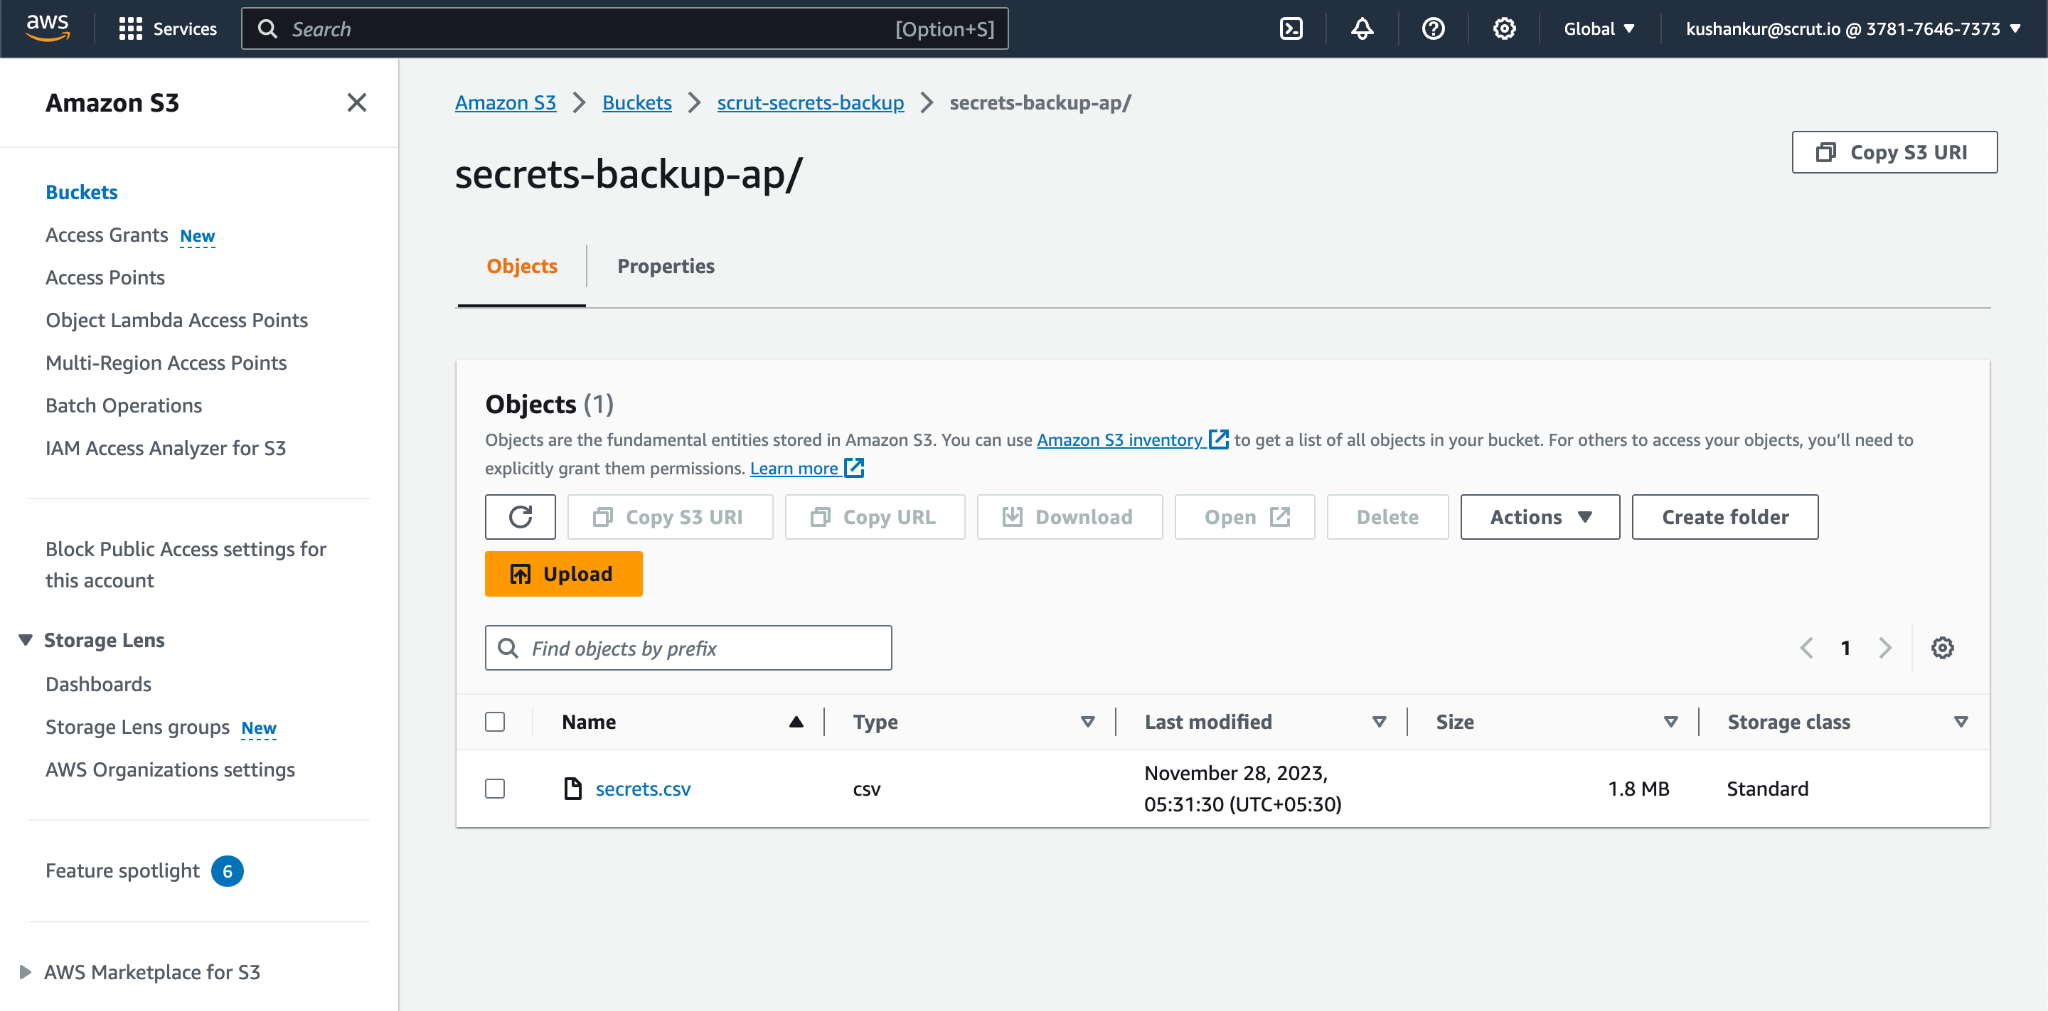 aws
Services
Search
[Option+S]
Global
kushankur@scrut.io @ 3781-7646-7373
Amazon S3
Buckets
Access Grants New
Access Points
Object Lambda Access Points
Multi-Region Access Points
Batch Operations
IAM Access Analyzer for S3
Block Public Access settings for
this account
Storage Lens
Dashboards
Storage Lens groups New
AWS Organizations settings
Feature spotlight 6
AWS Marketplace for S3
Amazon S3 > Buckets > scrut-secrets-backup > secrets-backup-ap/
secrets-backup-ap/
Copy S3 URI
Objects
Properties
Objects (1)
Objects are the fundamental entities stored in Amazon S3. You can use Amazon S3 inventory to get a list of all objects in your bucket. For others to access your objects, you’ll need to
explicitly grant them permissions. Learn more
Copy S3 URI
Copy URL
Download
Open
Delete
Actions
Create folder
Upload
Find objects by prefix
1
Name
Type
Last modified
Size
Storage class
secrets.csv
csv
November 28, 2023,
05:31:30 (UTC+05:30)
1.8 MB
Standard